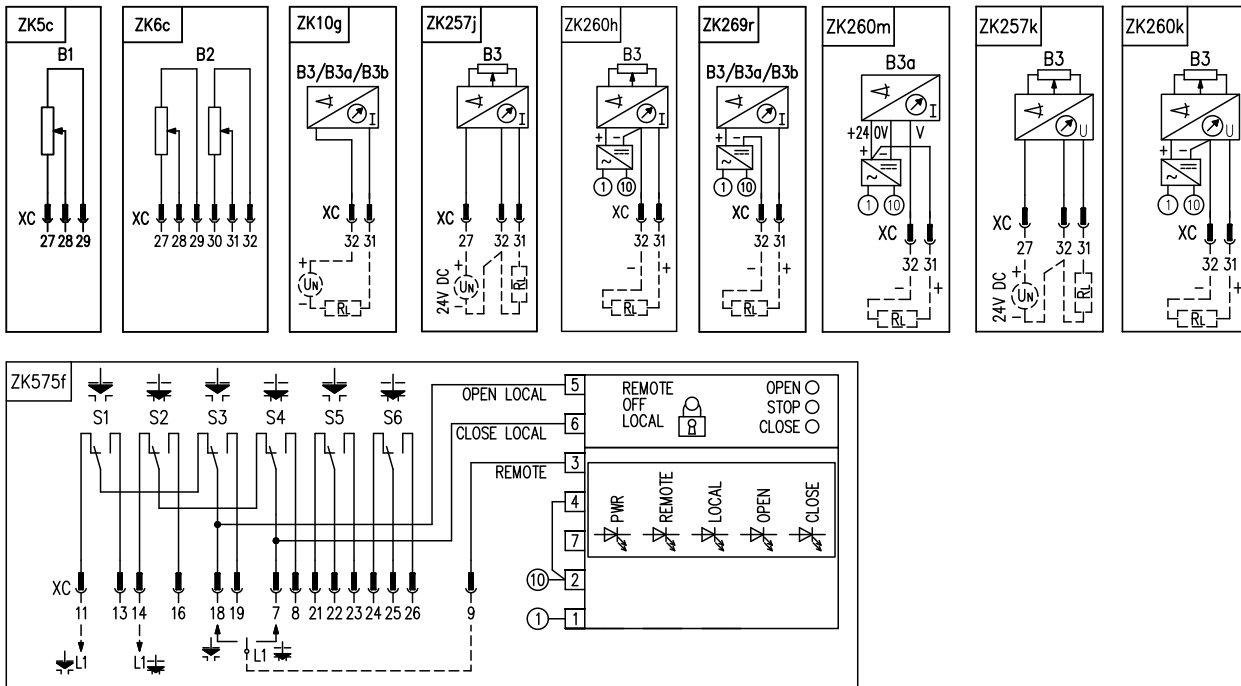 ZK5c
B1
XC
27 28 29
ZK6c
B2
XC
27 28 29 30 31 32
ZK10g
B3/B3a/B3b
I
XC
32 31
+
UN
-
RL
ZK257j
B3
I
XC
27 32 31
24V DC
+
UN
-
RL
ZK260h
B3
I
+ -
~
1 10
XC
32 31
- +
RL
ZK269r
B3/B3a/B3b
I
+ -
~
1 10
XC
32 31
- +
RL
ZK260m
B3a
I
+24 0V V
+ -
~
1 10
XC
32 31
- +
RL
ZK257k
B3
U
XC
27 32 31
24V DC
+
UN
-
RL
ZK260k
B3
U
+ -
~
1 10
XC
32 31
- +
RL
ZK575f
S1 S2 S3 S4 S5 S6
OPEN LOCAL 5
CLOSE LOCAL 6
REMOTE 3
4
7
10 2
1 1
REMOTE
OFF
LOCAL
OPEN
STOP
CLOSE
PWR
REMOTE
LOCAL
OPEN
CLOSE
XC
11 13 14 16 18 19 7 8 21 22 23 24 25 26 9
L1 L1 L1